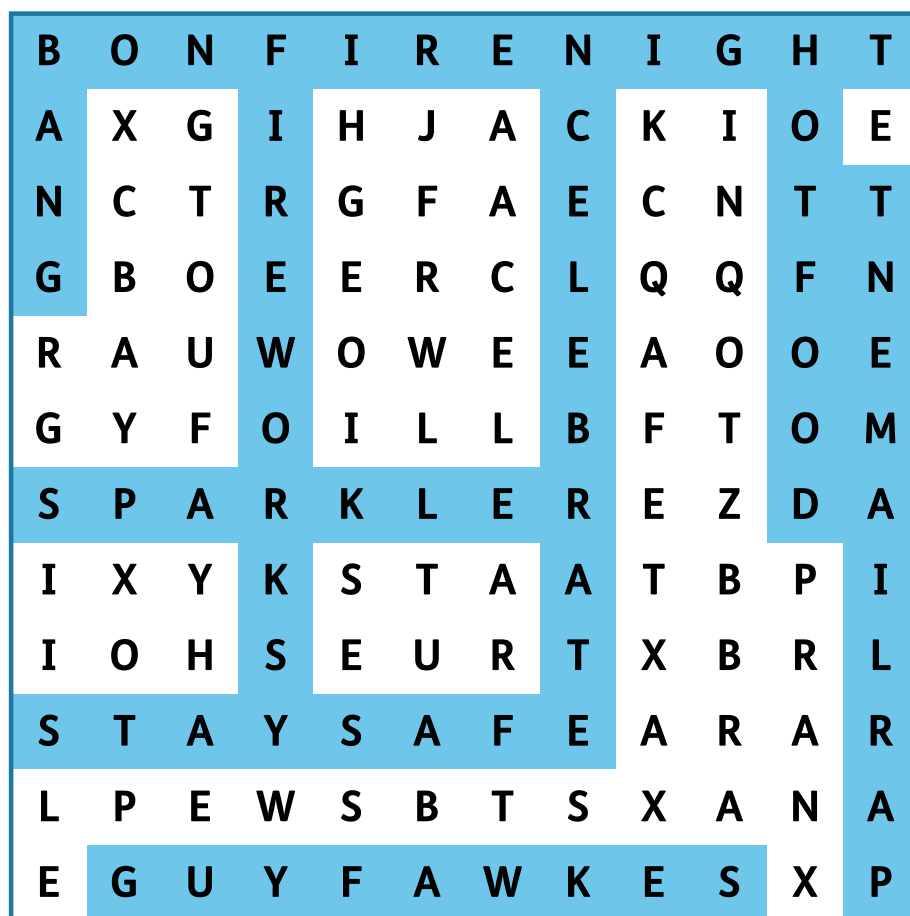 B O N F I R E N I G H T
A X G I H J A C K I O E
N C T R G F A E C N T T
G B O E E R C L Q Q F N
R A U W O W E E A O O E
G Y F O I L L B F T O M
S P A R K L E R E Z D A
I X Y K S T A A T B P I
I O H S E U R T X B R L
S T A Y S A F E A R A R
L P E W S B T S X A N A
E G U Y F A W K E S X P